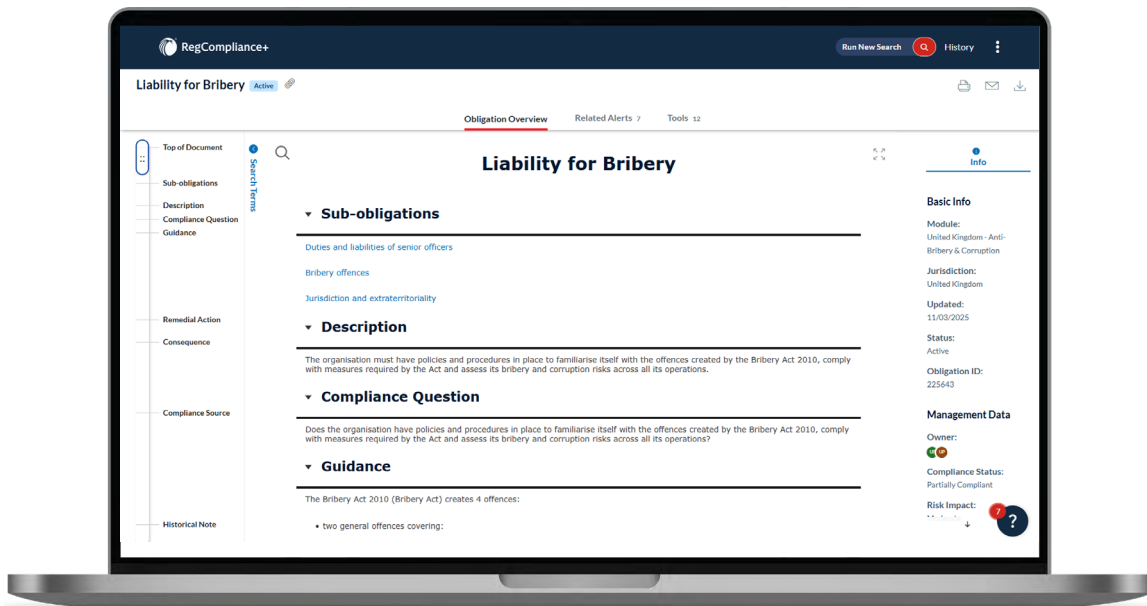 RegCompliance+
Run New Search
History
Liability for Bribery Active
Obligation Overview
Related Alerts 7
Tools 12
Top of Document
Sub-obligations
Description
Compliance Question
Guidance
Remedial Action
Consequence
Compliance Source
Historical Note
Search Terms
Liability for Bribery
Sub-obligations
Duties and liabilities of senior officers
Bribery offences
Jurisdiction and extraterritoriality
Description
The organisation must have policies and procedures in place to familiarise itself with the offences created by the Bribery Act 2010, comply
with measures required by the Act and assess its bribery and corruption risks across all its operations.
Compliance Question
Does the organisation have policies and procedures in place to familiarise itself with the offences created by the Bribery Act 2010, comply
with measures required by the Act and assess its bribery and corruption risks across all its operations?
Guidance
The Bribery Act 2010 (Bribery Act) creates 4 offences:
• two general offences covering:
Info
Basic Info
Module:
United Kingdom - Anti-
Bribery & Corruption
Jurisdiction:
United Kingdom
Updated:
11/03/2025
Status:
Active
Obligation ID:
225643
Management Data
Owner:
UP
Compliance Status:
Partially Compliant
Risk Impact:
7
?